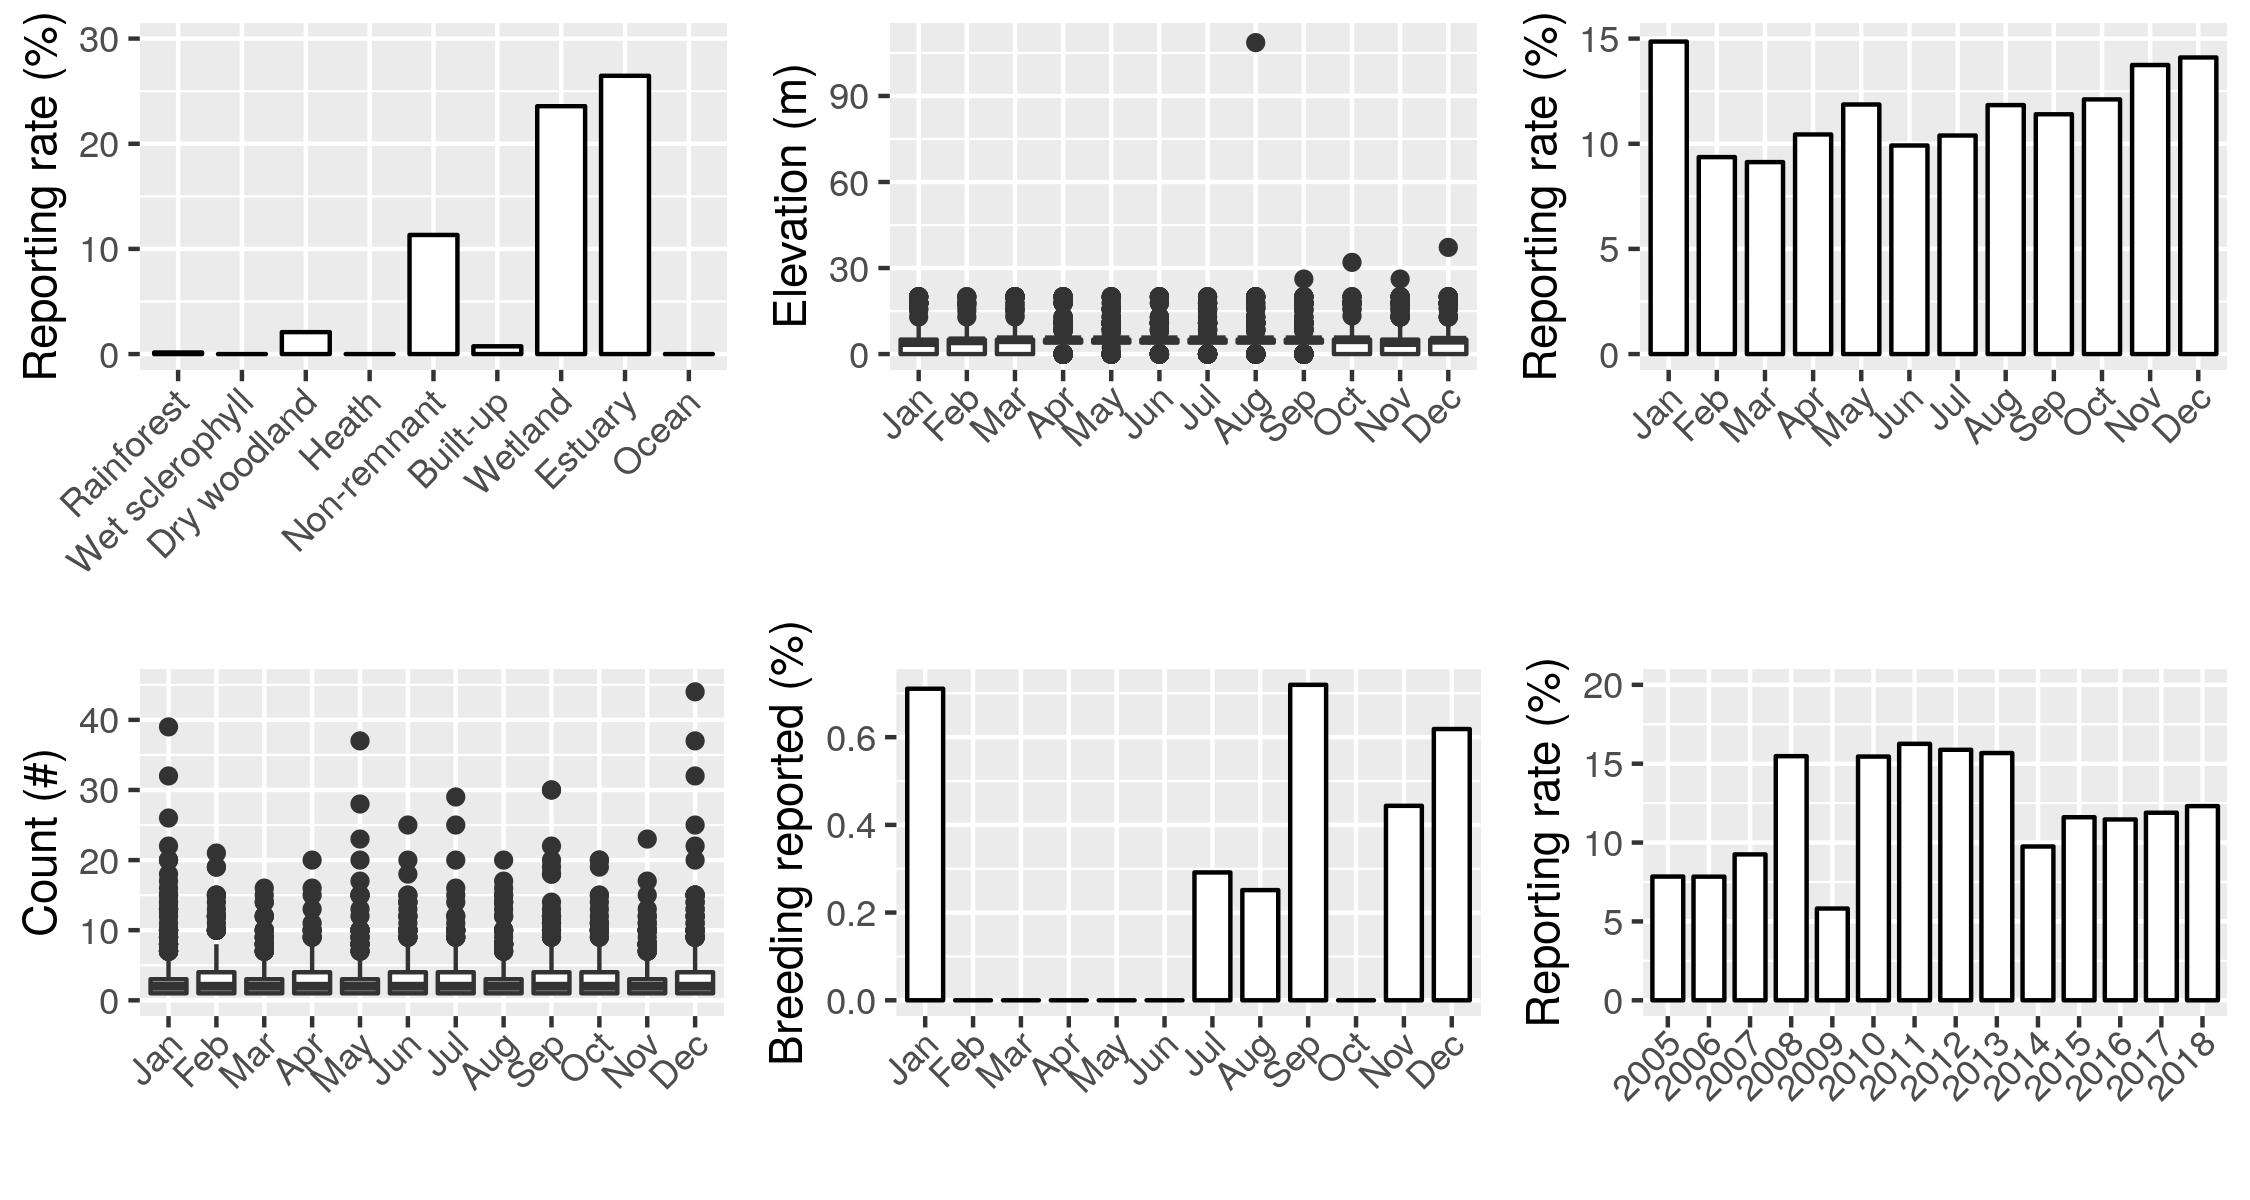 Reporting rate (%)
30
20
10
0
Rainforest
Wet sclerophyll
Dry woodland
Heath
Non-remnant
Built-up
Wetland
Estuary
Ocean
Elevation (m)
90
60
30
0
Jan
Feb
Mar
Apr
May
Jun
Jul
Aug
Sep
Oct
Nov
Dec
Reporting rate (%)
15
10
5
0
Jan
Feb
Mar
Apr
May
Jun
Jul
Aug
Sep
Oct
Nov
Dec
Count (#)
40
30
20
10
0
Jan
Feb
Mar
Apr
May
Jun
Jul
Aug
Sep
Oct
Nov
Dec
Breeding reported (%)
0.6
0.4
0.2
0.0
Jan
Feb
Mar
Apr
May
Jun
Jul
Aug
Sep
Oct
Nov
Dec
Reporting rate (%)
20
15
10
5
0
2005
2006
2007
2008
2009
2010
2011
2012
2013
2014
2015
2016
2017
2018